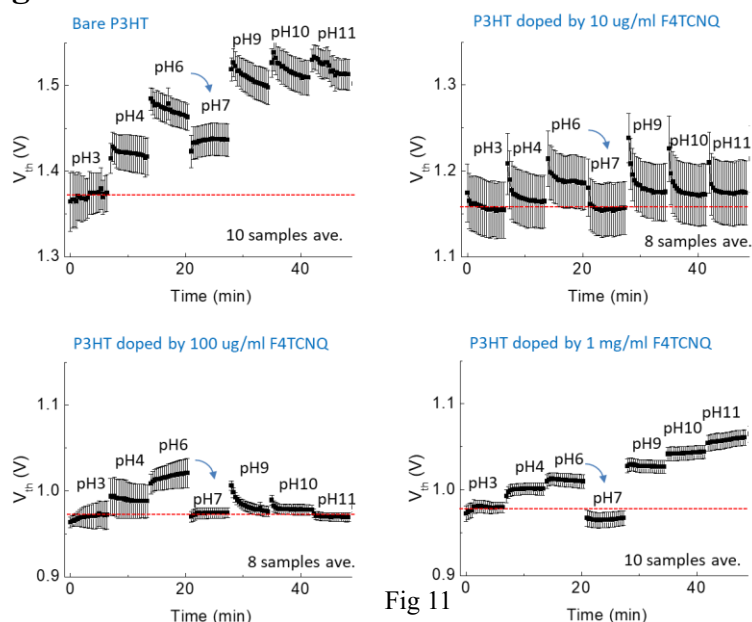 Bare P3HT
V_th (V)
1.5
1.4
1.3
pH3
pH4
pH6
pH7
pH9
pH10
pH11
10 samples ave.
0
20
40
Time (min)
P3HT doped by 10 ug/ml F4TCNQ
V_th (V)
1.3
1.2
1.1
pH3
pH4
pH6
pH7
pH9
pH10
pH11
8 samples ave.
0
20
40
Time (min)
P3HT doped by 100 ug/ml F4TCNQ
V_th (V)
1.1
1.0
0.9
pH3
pH4
pH6
pH7
pH9
pH10
pH11
8 samples ave.
0
20
40
Time (min)
P3HT doped by 1 mg/ml F4TCNQ
V_th (V)
1.1
1.0
0.9
pH3
pH4
pH6
pH7
pH9
pH10
pH11
10 samples ave.
0
20
40
Time (min)
Fig 11